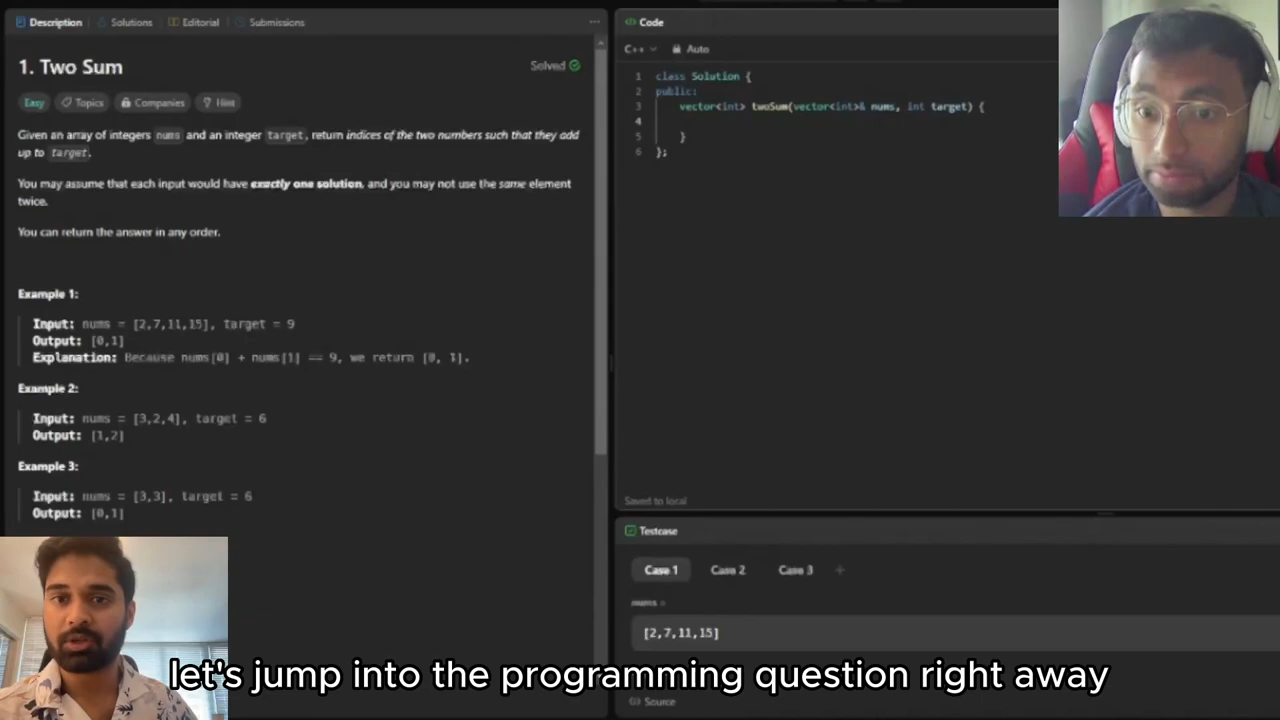 Description
Solutions
Editorial
Submissions
1. Two Sum
Solved
Easy
Topics
Companies
Hint
Given an array of integers nums and an integer target, return indices of the two numbers such that they add
up to target.
You may assume that each input would have exactly one solution, and you may not use the same element
twice.
You can return the answer in any order.
Example 1:
Input: nums = [2,7,11,15], target = 9
Output: [0,1]
Explanation: Because nums[0] + nums[1] == 9, we return [0, 1].
Example 2:
Input: nums = [3,2,4], target = 6
Output: [1,2]
Example 3:
Input: nums = [3,3], target = 6
Output: [0,1]
Code
C++
Auto
1 class Solution {
2 public:
3 vector<int> twoSum(vector<int>& nums, int target) {
4
5 }
6 };
Saved to local
Testcase
Case 1
Case 2
Case 3
+
nums =
[2,7,11,15]
Source
let's jump into the programming question right away